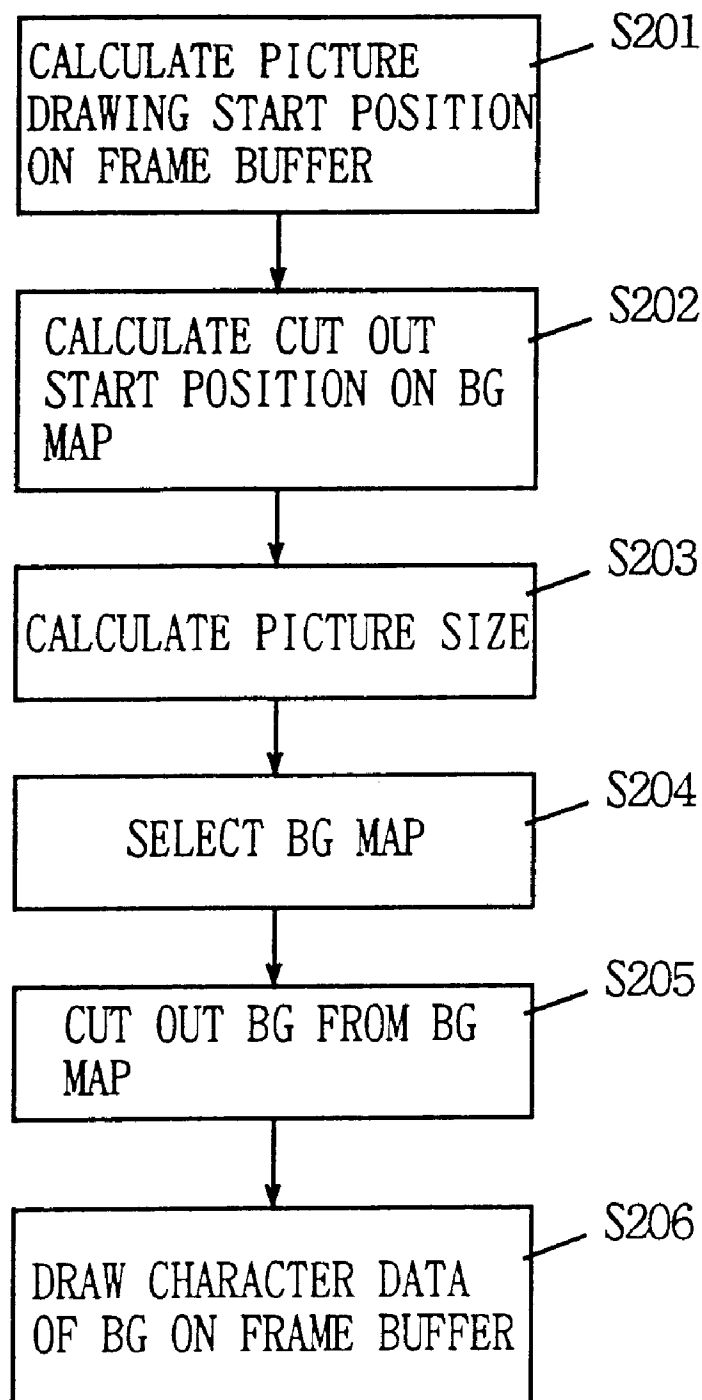 S201
CALCULATE PICTURE
DRAWING START POSITION
ON FRAME BUFFER
S202
CALCULATE CUT OUT
START POSITION ON BG
MAP
S203
CALCULATE PICTURE SIZE
S204
SELECT BG MAP
S205
CUT OUT BG FROM BG
MAP
S206
DRAW CHARACTER DATA
OF BG ON FRAME BUFFER